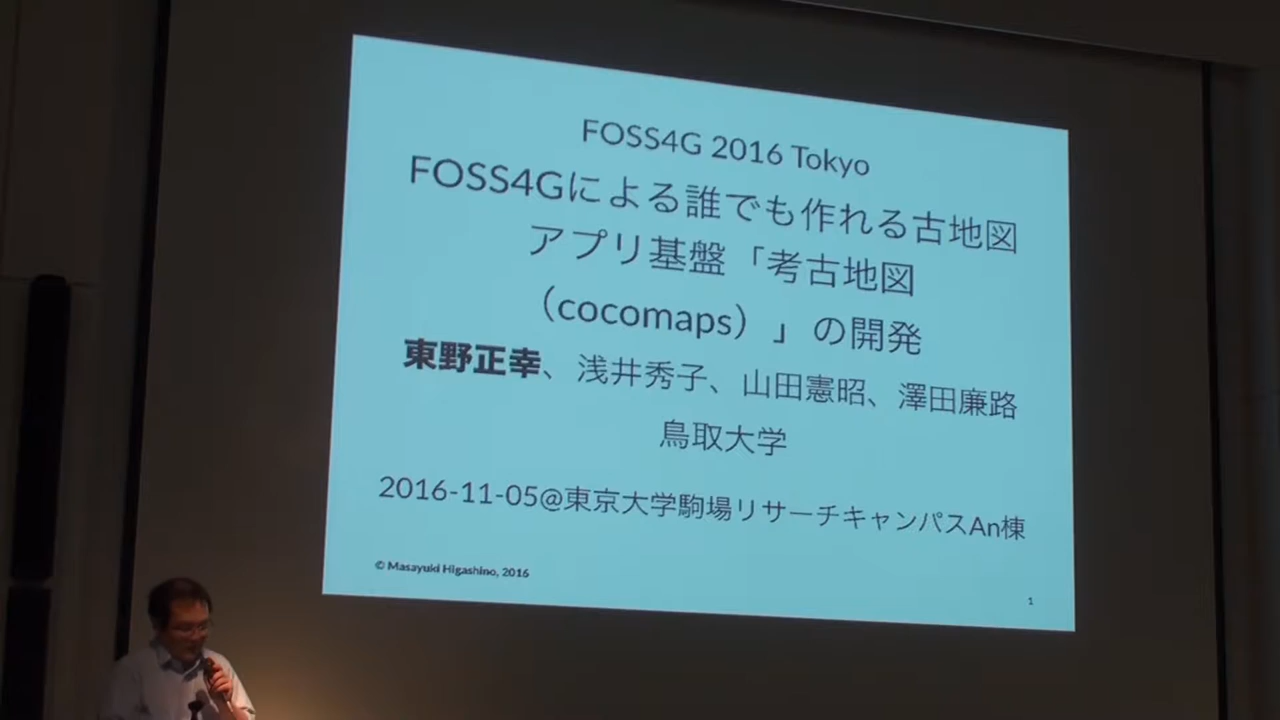 FOSS4G 2016 Tokyo
FOSS4Gによる誰でも作れる古地図
アプリ基盤「考古地図
（cocomaps）」の開発
東野正幸、浅井秀子、山田憲昭、澤田廉路
鳥取大学
2016-11-05@東京大学駒場リサーチキャンパスAn棟
© Masayuki Higashino, 2016
1